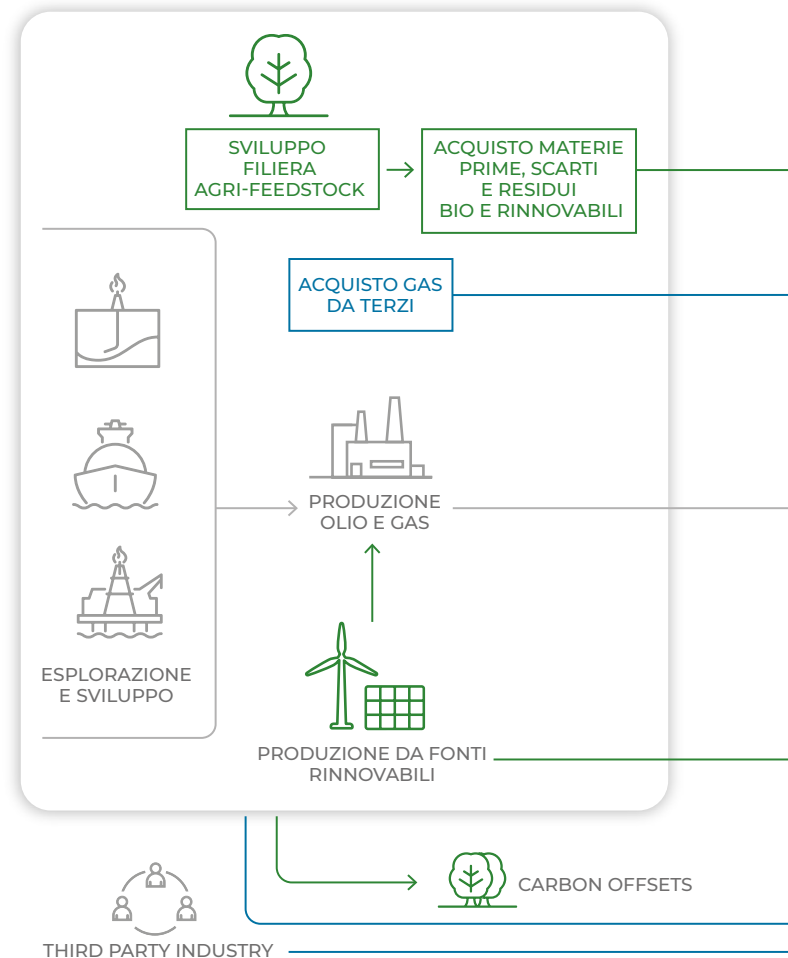 SVILUPPO
FILIERA
AGRI-FEEDSTOCK
ACQUISTO MATERIE
PRIME, SCARTI
E RESIDUI
BIO E RINNOVABILI
ACQUISTO GAS
DA TERZI
PRODUZIONE
OLIO E GAS
ESPLORAZIONE
E SVILUPPO
PRODUZIONE DA FONTI
RINNOVABILI
CARBON OFFSETS
THIRD PARTY INDUSTRY